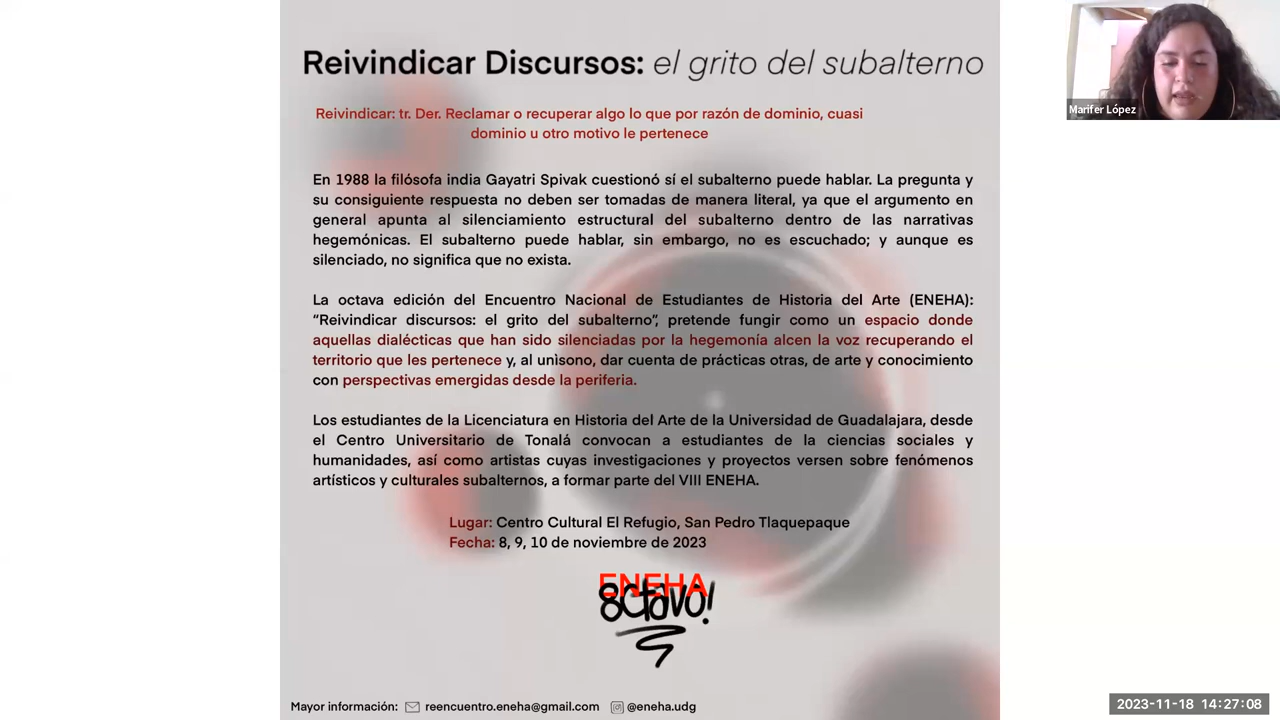 Reivindicar Discursos: el grito del subalterno
Reivindicar: tr. Der. Reclamar o recuperar algo lo que por razón de dominio, cuasi
dominio u otro motivo le pertenece
En 1988 la filósofa india Gayatri Spivak cuestionó sí el subalterno puede hablar. La pregunta y
su consiguiente respuesta no deben ser tomadas de manera literal, ya que el argumento en
general apunta al silenciamiento estructural del subalterno dentro de las narrativas
hegemónicas. El subalterno puede hablar, sin embargo, no es escuchado; y aunque es
silenciado, no significa que no exista.
La octava edición del Encuentro Nacional de Estudiantes de Historia del Arte (ENEHA):
“Reivindicar discursos: el grito del subalterno”, pretende fungir como un espacio donde
aquellas dialécticas que han sido silenciadas por la hegemonía alcen la voz recuperando el
territorio que les pertenece y, al unìsono, dar cuenta de prácticas otras, de arte y conocimiento
con perspectivas emergidas desde la periferia.
Los estudiantes de la Licenciatura en Historia del Arte de la Universidad de Guadalajara, desde
el Centro Universitario de Tonalá convocan a estudiantes de la ciencias sociales y
humanidades, así como artistas cuyas investigaciones y proyectos versen sobre fenómenos
artísticos y culturales subalternos, a formar parte del VIII ENEHA.
Lugar: Centro Cultural El Refugio, San Pedro Tlaquepaque
Fecha: 8, 9, 10 de noviembre de 2023
ENEHA
8ctavo!
Mayor información: reencuentro.eneha@gmail.com @eneha.udg
Marifer López
2023-11-18 14:27:08